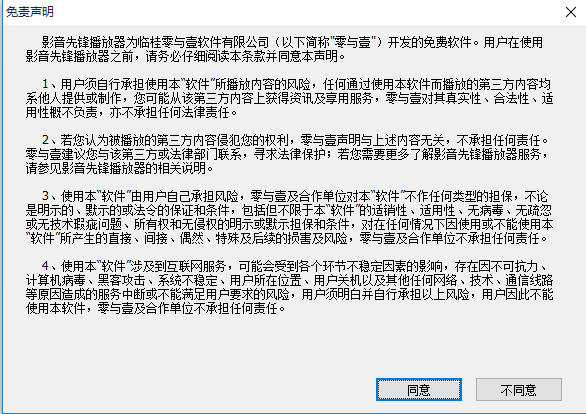 免责声明
影音先锋播放器为临桂零与壹软件有限公司（以下简称"零与壹"）开发的免费软件。用户在使用
影音先锋播放器之前，请务必仔细阅读本条款并同意本声明。
1、用户须自行承担使用本“软件”所播放内容的风险，任何通过使用本软件而播放的第三方内容均
系他人提供或制作，您可能从该第三方内容上获得资讯及享用服务，零与壹对其真实性、合法性、适
用性概不负责，亦不承担任何法律责任。
2、若您认为被播放的第三方内容侵犯您的权利，零与壹声明与上述内容无关，不承担任何责任。
零与壹建议您与该第三方或法律部门联系，寻求法律保护；若您需要更多了解影音先锋播放器服务，
请参见影音先锋播放器的相关说明。
3、使用本“软件”由用户自己承担风险，零与壹及合作单位对本“软件”不作任何类型的担保，不论
是明示的、默示的或法令的保证和条件，包括但不限于本“软件”的适销性、适用性、无病毒、无疏忽
或无技术瑕疵问题、所有权和无侵权的明示或默示担保和条件，对在任何情况下因使用或不能使用本
“软件”所产生的直接、间接、偶然、特殊及后续的损害及风险，零与壹及合作单位不承担任何责任。
4、使用本“软件”涉及到互联网服务，可能会受到各个环节不稳定因素的影响，存在因不可抗力、
计算机病毒、黑客攻击、系统不稳定、用户所在位置、用户关机以及其他任何网络、技术、通信线路
等原因造成的服务中断或不能满足用户要求的风险，用户须明白并自行承担以上风险，用户因此不能
使用本软件，零与壹及合作单位不承担任何责任。
同意
不同意